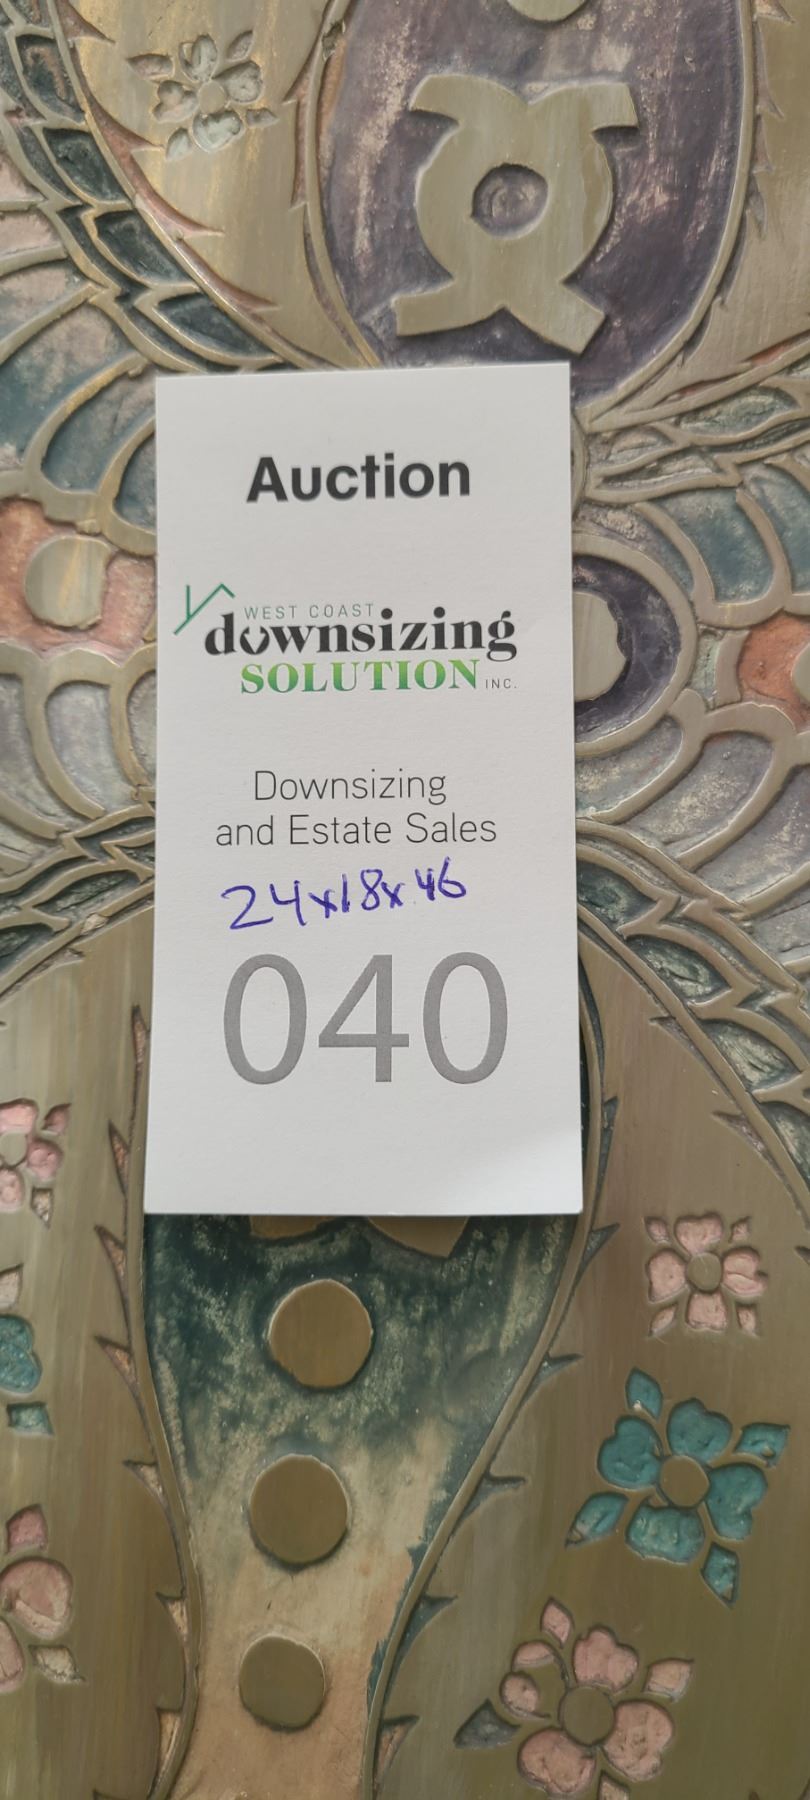 Auction
WEST COAST
downsizing
SOLUTION INC.
Downsizing
and Estate Sales
24x18x46
040